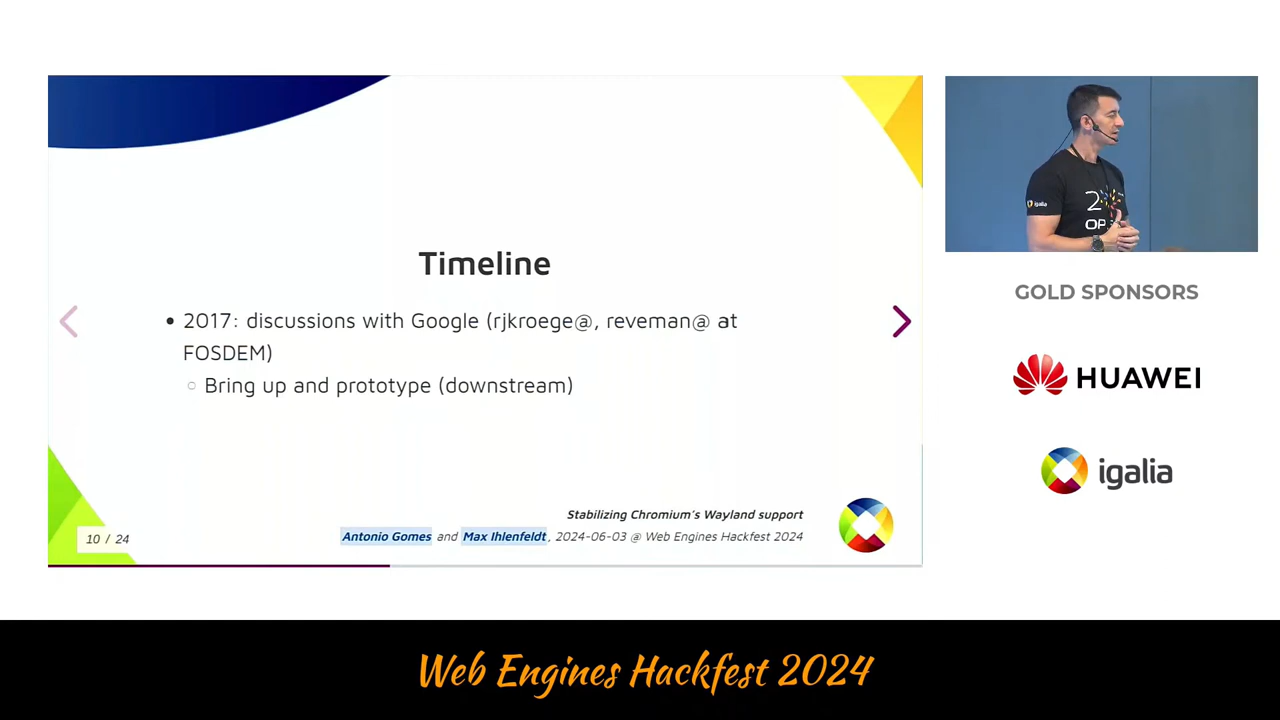 Timeline
• 2017: discussions with Google (rjkroege@, reveman@ at
FOSDEM)
○ Bring up and prototype (downstream)
Stabilizing Chromium's Wayland support
Antonio Gomes and Max Ihlenfeldt, 2024-06-03 @ Web Engines Hackfest 2024
10 / 24
igalia
GOLD SPONSORS
HUAWEI
igalia
Web Engines Hackfest 2024